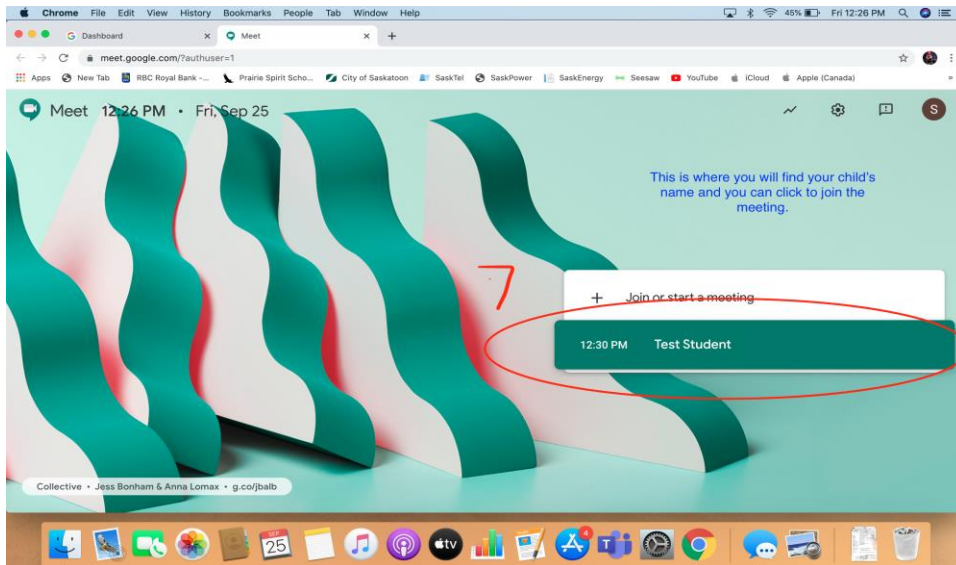 Chrome File Edit View History Bookmarks People Tab Window Help 45% Fri 12:26 PM
G Dashboard × Meet × +
meet.google.com/?authuser=1
Apps New Tab RBC Royal Bank -... Prairie Spirit Scho... City of Saskatoon SaskTel SaskPower SaskEnergy Seesaw YouTube iCloud Apple (Canada) »
Meet 12:26 PM • Fri, Sep 25 S
This is where you will find your child's
name and you can click to join the
meeting.
7
+ Join or start a meeting
12:30 PM Test Student
Collective • Jess Bonham & Anna Lomax • g.co/jbalb
SEP
25
tv
T
4